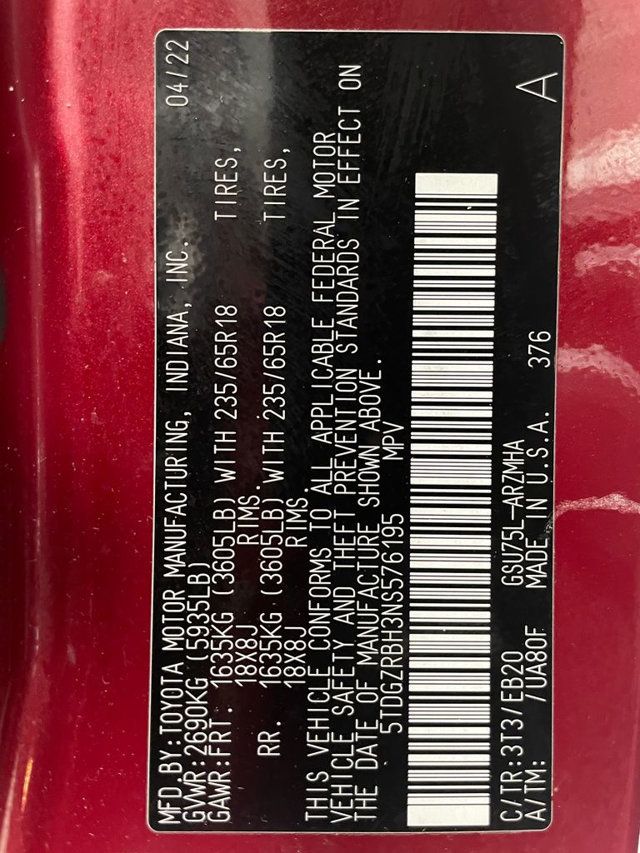 MFD.BY:TOYOTA MOTOR MANUFACTURING, INDIANA, INC. 04/22
GVWR:2690KG (5935LB)
GAWR:FRT. 1635KG (3605LB) WITH 235/65R18 TIRES,
18X8J RIMS.
RR. 1635KG (3605LB) WITH 235/65R18 TIRES,
18X8J RIMS.
THIS VEHICLE CONFORMS TO ALL APPLICABLE FEDERAL MOTOR
VEHICLE SAFETY AND THEFT PREVENTION STANDARDS IN EFFECT ON
THE DATE OF MANUFACTURE SHOWN ABOVE.
5TDGZRBH3NS576195 MPV
C/TR:3T3/EB20 GSU75L-ARZMHA
A/TM: /UA80F MADE IN U.S.A. 376 A